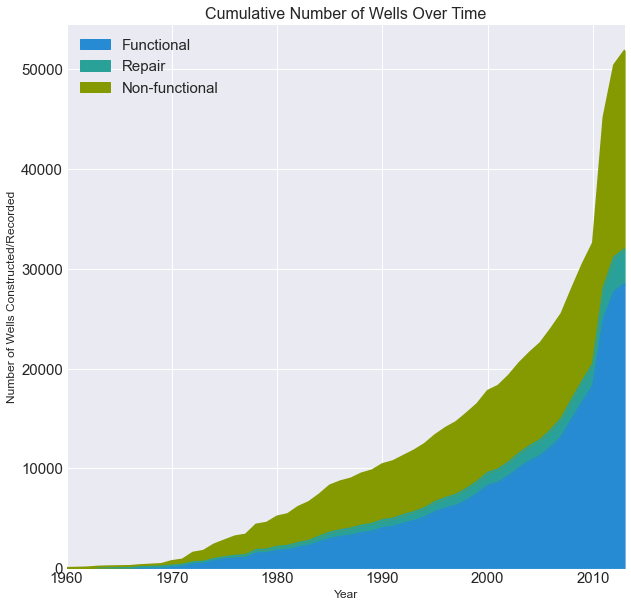 Cumulative Number of Wells Over Time
Functional
Repair
Non-functional
Number of Wells Constructed/Recorded
50000
40000
30000
20000
10000
0
1960 1970 1980 1990 2000 2010
Year